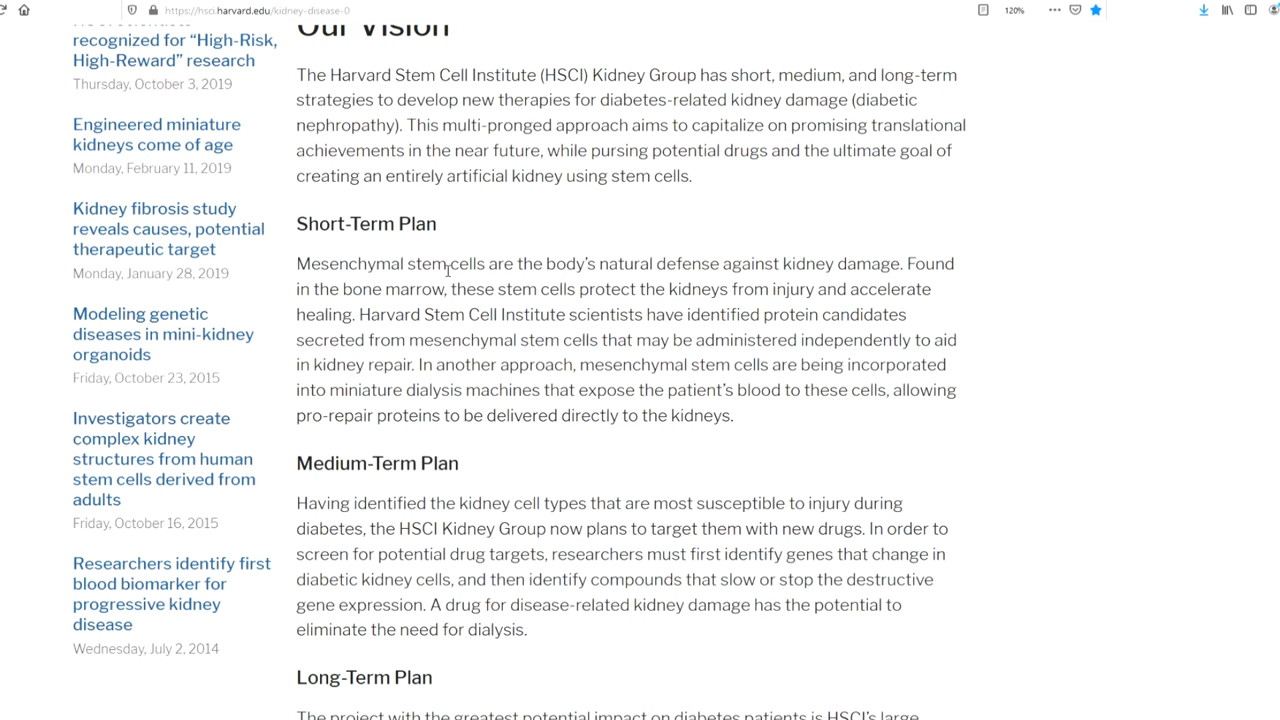 https://hsci.harvard.edu/kidney-disease-0
120%
recognized for “High-Risk,
High-Reward” research
Thursday, October 3, 2019
Engineered miniature
kidneys come of age
Monday, February 11, 2019
Kidney fibrosis study
reveals causes, potential
therapeutic target
Monday, January 28, 2019
Modeling genetic
diseases in mini-kidney
organoids
Friday, October 23, 2015
Investigators create
complex kidney
structures from human
stem cells derived from
adults
Friday, October 16, 2015
Researchers identify first
blood biomarker for
progressive kidney
disease
Wednesday, July 2, 2014
Our Vision
The Harvard Stem Cell Institute (HSCI) Kidney Group has short, medium, and long-term
strategies to develop new therapies for diabetes-related kidney damage (diabetic
nephropathy). This multi-pronged approach aims to capitalize on promising translational
achievements in the near future, while pursing potential drugs and the ultimate goal of
creating an entirely artificial kidney using stem cells.
Short-Term Plan
Mesenchymal stem cells are the body’s natural defense against kidney damage. Found
in the bone marrow, these stem cells protect the kidneys from injury and accelerate
healing. Harvard Stem Cell Institute scientists have identified protein candidates
secreted from mesenchymal stem cells that may be administered independently to aid
in kidney repair. In another approach, mesenchymal stem cells are being incorporated
into miniature dialysis machines that expose the patient’s blood to these cells, allowing
pro-repair proteins to be delivered directly to the kidneys.
Medium-Term Plan
Having identified the kidney cell types that are most susceptible to injury during
diabetes, the HSCI Kidney Group now plans to target them with new drugs. In order to
screen for potential drug targets, researchers must first identify genes that change in
diabetic kidney cells, and then identify compounds that slow or stop the destructive
gene expression. A drug for disease-related kidney damage has the potential to
eliminate the need for dialysis.
Long-Term Plan
The project with the greatest potential impact on diabetes patients is HSCI’s large